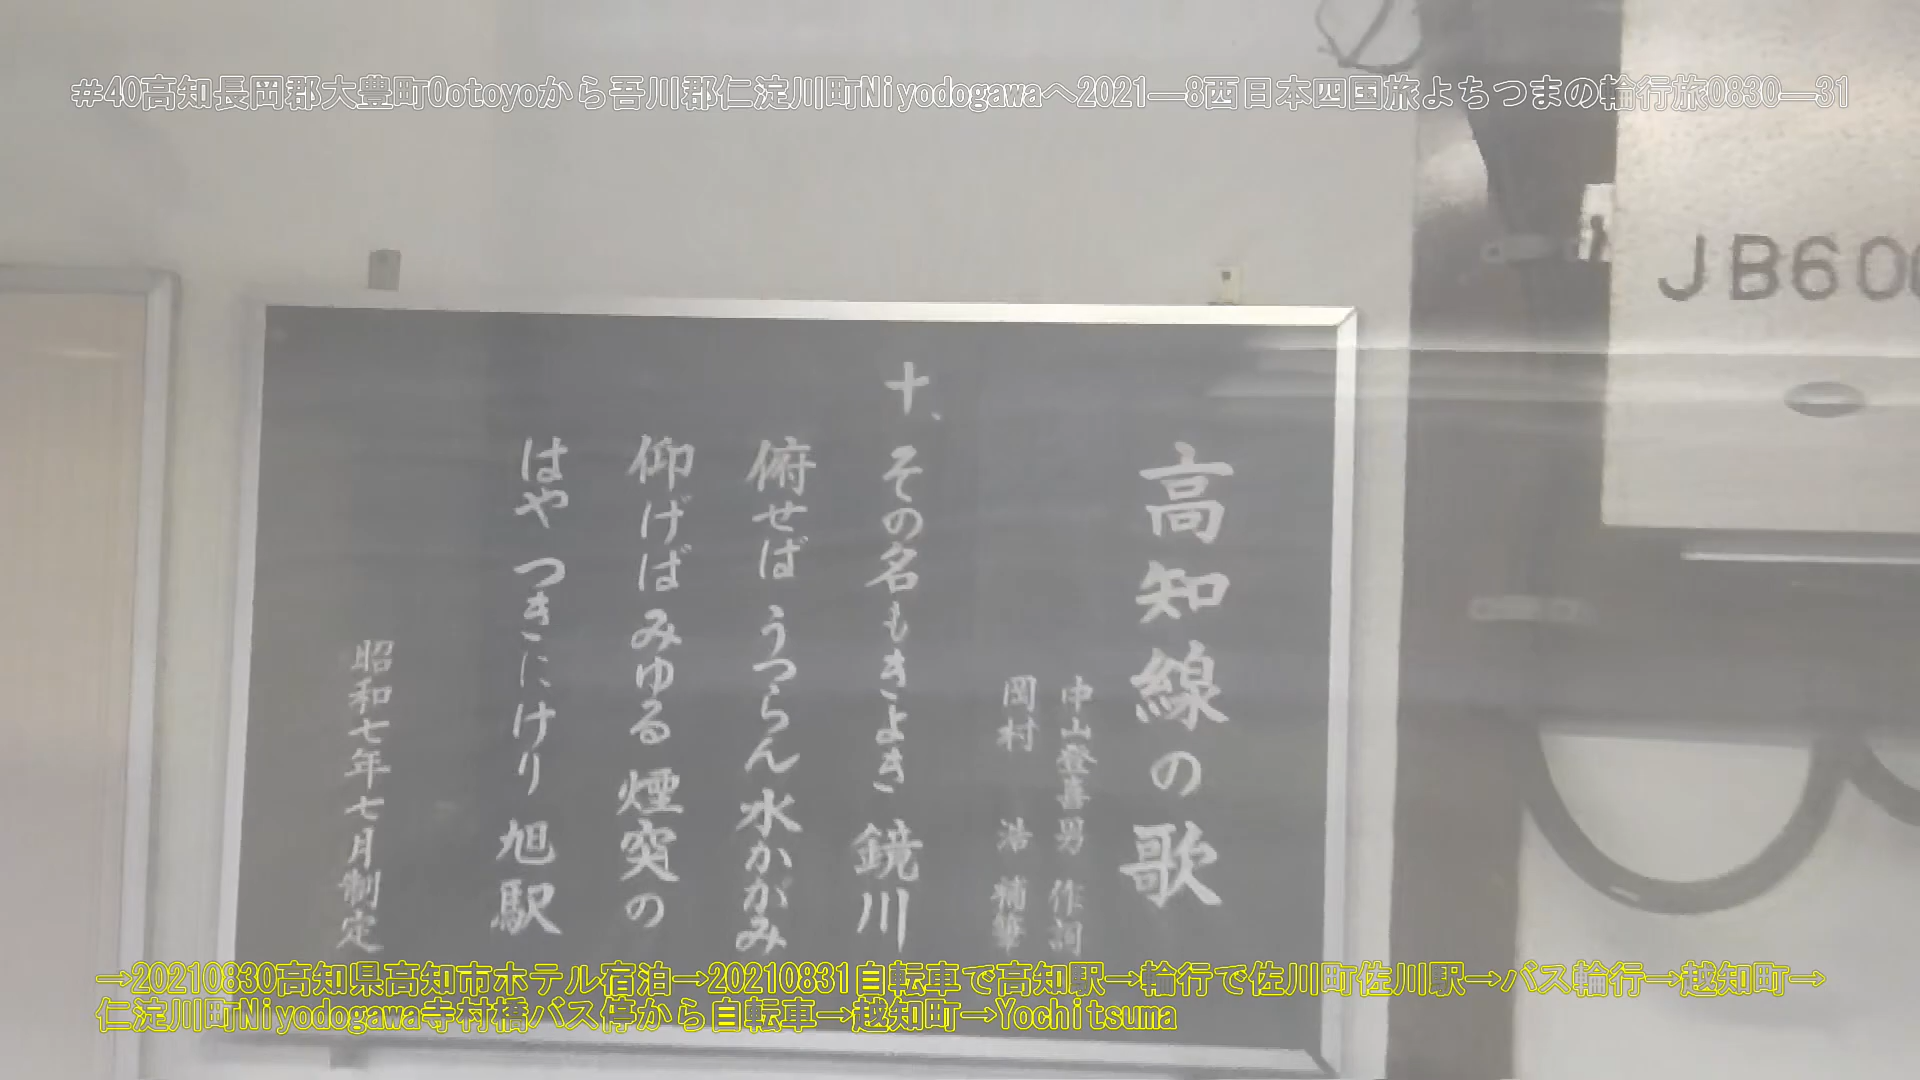 #40高知長岡郡大豊町Ootoyoから吾川郡仁淀川町Niyodogawaへ2021―8西日本四国旅よちつまの輪行旅0830―31
JB600
高知線の歌
中山登喜男 作詞
岡村 浩 補筆
十、その名もきよき 鏡川
俯せば うつらん 水かがみ
仰げば みゆる 煙突の
はや つきにけり 旭駅
昭和七年七月制定
→20210830高知県高知市ホテル宿泊→20210831自転車で高知駅→輪行で佐川町佐川駅→バス輪行→越知町→
仁淀川町Niyodogawa寺村橋バス停から自転車→越知町→Yochitsuma